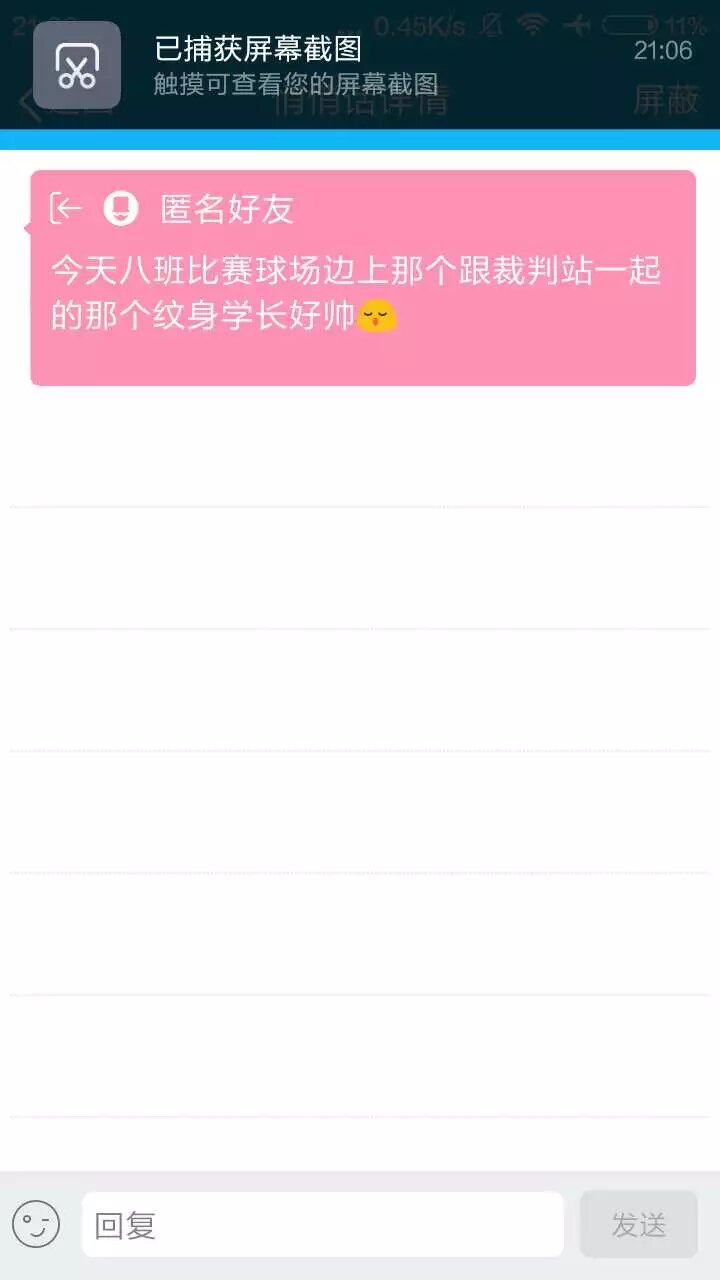 已捕获屏幕截图
21:06
触摸可查看您的屏幕截图
0.45K/s
11%
悄悄话详情
屏蔽
匿名好友
今天八班比赛球场边上那个跟裁判站一起
的那个纹身学长好帅
回复
发送